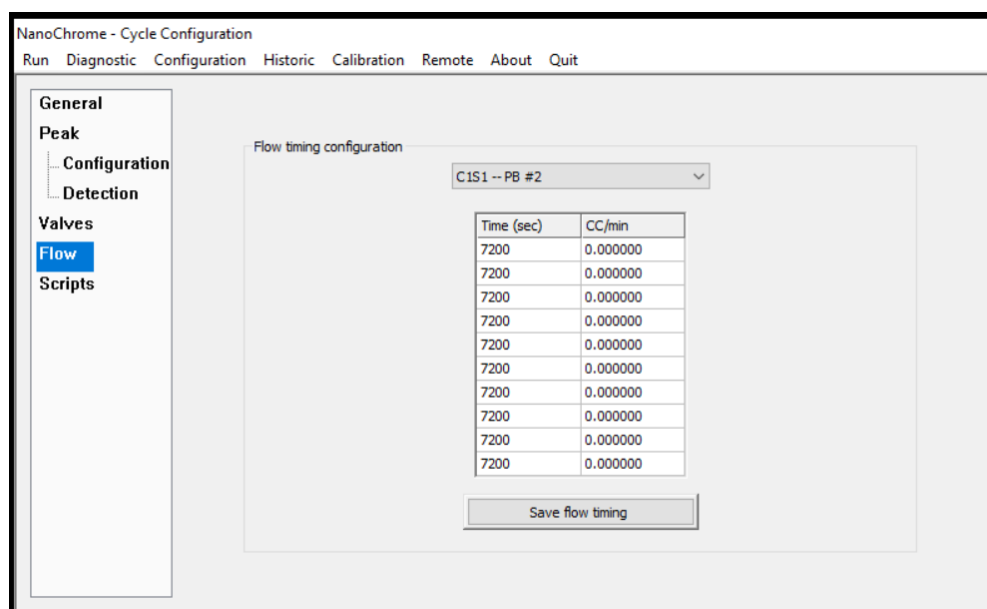 NanoChrome - Cycle Configuration
Run Diagnostic Configuration Historic Calibration Remote About Quit
General
Peak
Configuration
Detection
Valves
Flow
Scripts
Flow timing configuration
C1S1 -- PB #2
Time (sec) CC/min
7200 0.000000
7200 0.000000
7200 0.000000
7200 0.000000
7200 0.000000
7200 0.000000
7200 0.000000
7200 0.000000
7200 0.000000
7200 0.000000
Save flow timing